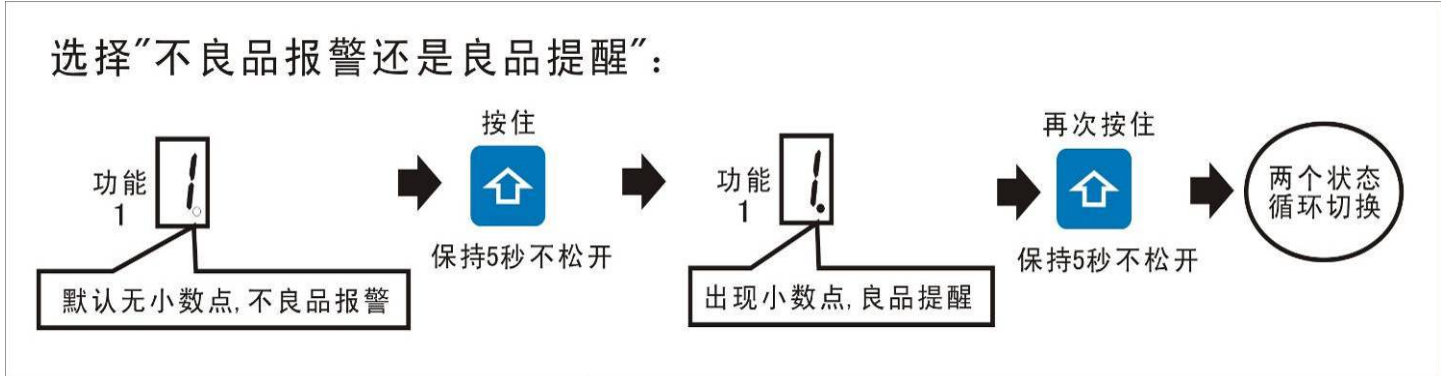 选择"不良品报警还是良品提醒":
按住
再次按住
功能
1
1
功能
1
1.
两个状态
循环切换
保持5秒不松开
保持5秒不松开
默认无小数点,不良品报警
出现小数点,良品提醒